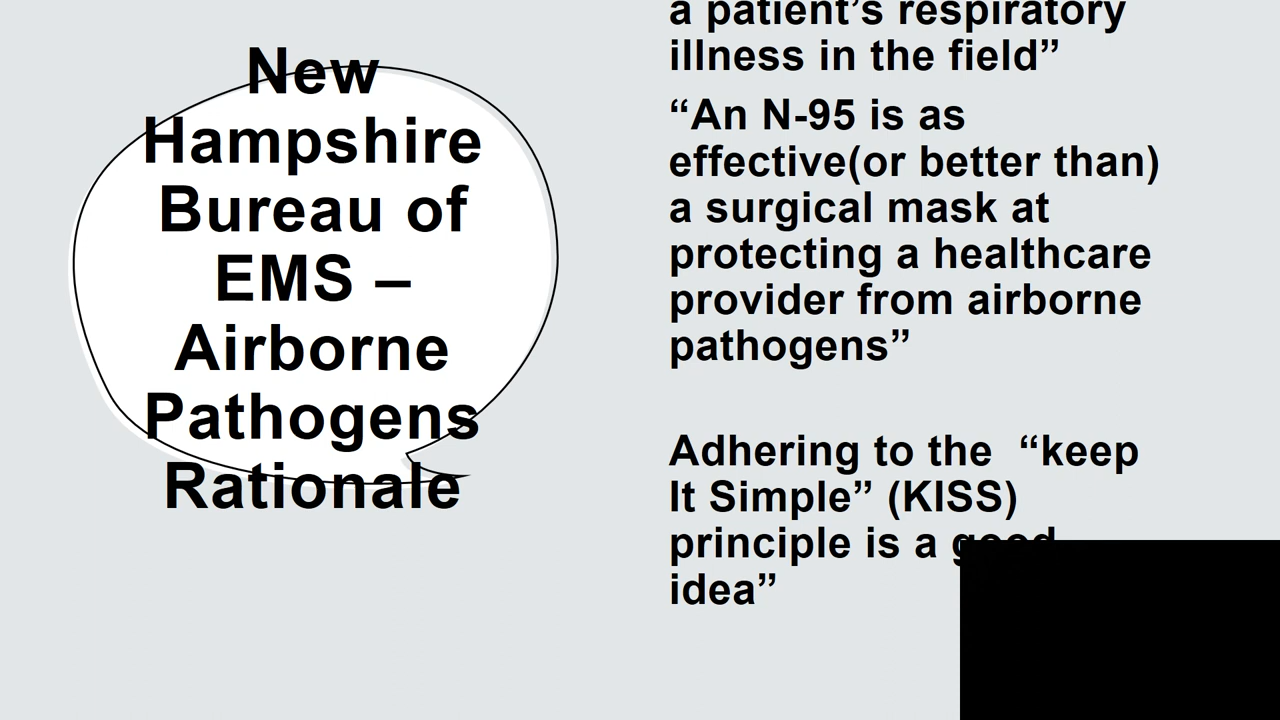 New
Hampshire
Bureau of
EMS –
Airborne
Pathogens
Rationale
a patient’s respiratory
illness in the field”
“An N-95 is as
effective(or better than)
a surgical mask at
protecting a healthcare
provider from airborne
pathogens”
Adhering to the “keep
It Simple” (KISS)
principle is a good
idea”